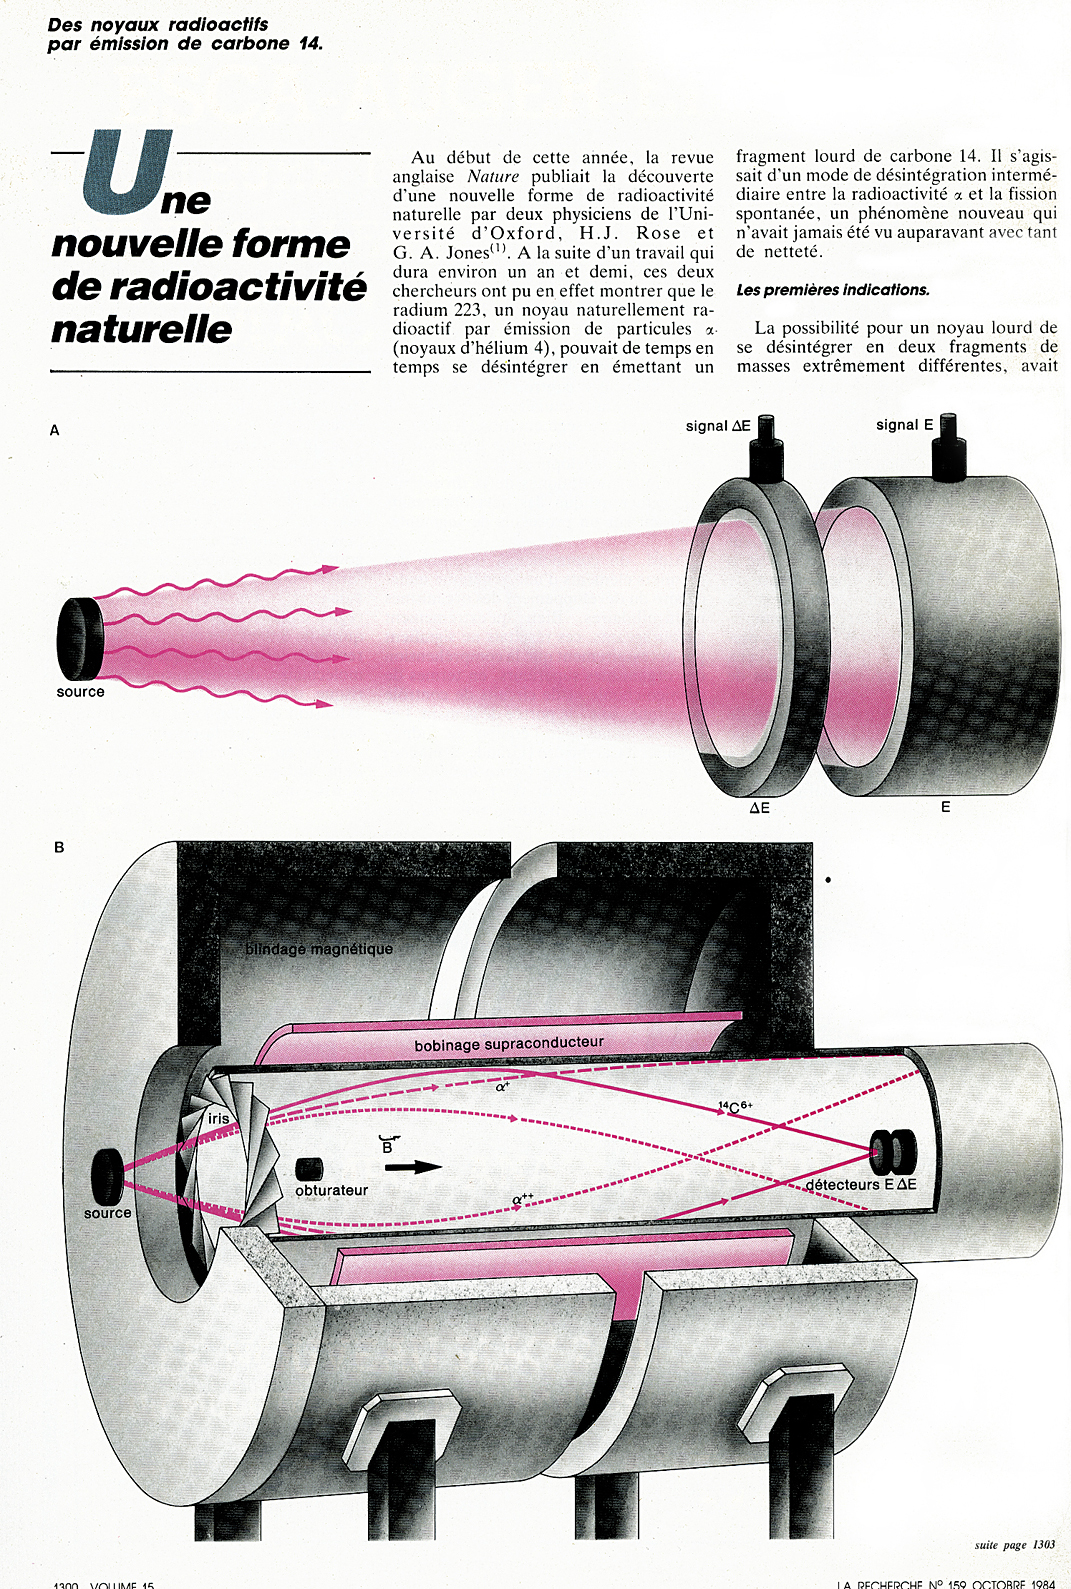 Des noyaux radioactifs
par émission de carbone 14.
Une
nouvelle forme
de radioactivité
naturelle
Au début de cette année, la revue
anglaise Nature publiait la découverte
d'une nouvelle forme de radioactivité
naturelle par deux physiciens de l'Uni-
versité d'Oxford, H.J. Rose et
G. A. Jones(1). A la suite d'un travail qui
dura environ un an et demi, ces deux
chercheurs ont pu en effet montrer que le
radium 223, un noyau naturellement ra-
dioactif par émission de particules α
(noyaux d'hélium 4), pouvait de temps en
temps se désintégrer en émettant un
fragment lourd de carbone 14. Il s'agis-
sait d'un mode de désintégration intermé-
diaire entre la radioactivité α et la fission
spontanée, un phénomène nouveau qui
n'avait jamais été vu auparavant avec tant
de netteté.
Les premières indications.
La possibilité pour un noyau lourd de
se désintégrer en deux fragments de
masses extrêmement différentes, avait
A
signal ΔE
signal E
source
ΔE
E
B
blindage magnétique
bobinage supraconducteur
α+
14C6+
iris
B
obturateur
détecteurs E ΔE
α++
source
suite page 1303
1300 VOLUME 15
LA RECHERCHE N° 159 OCTOBRE 1984